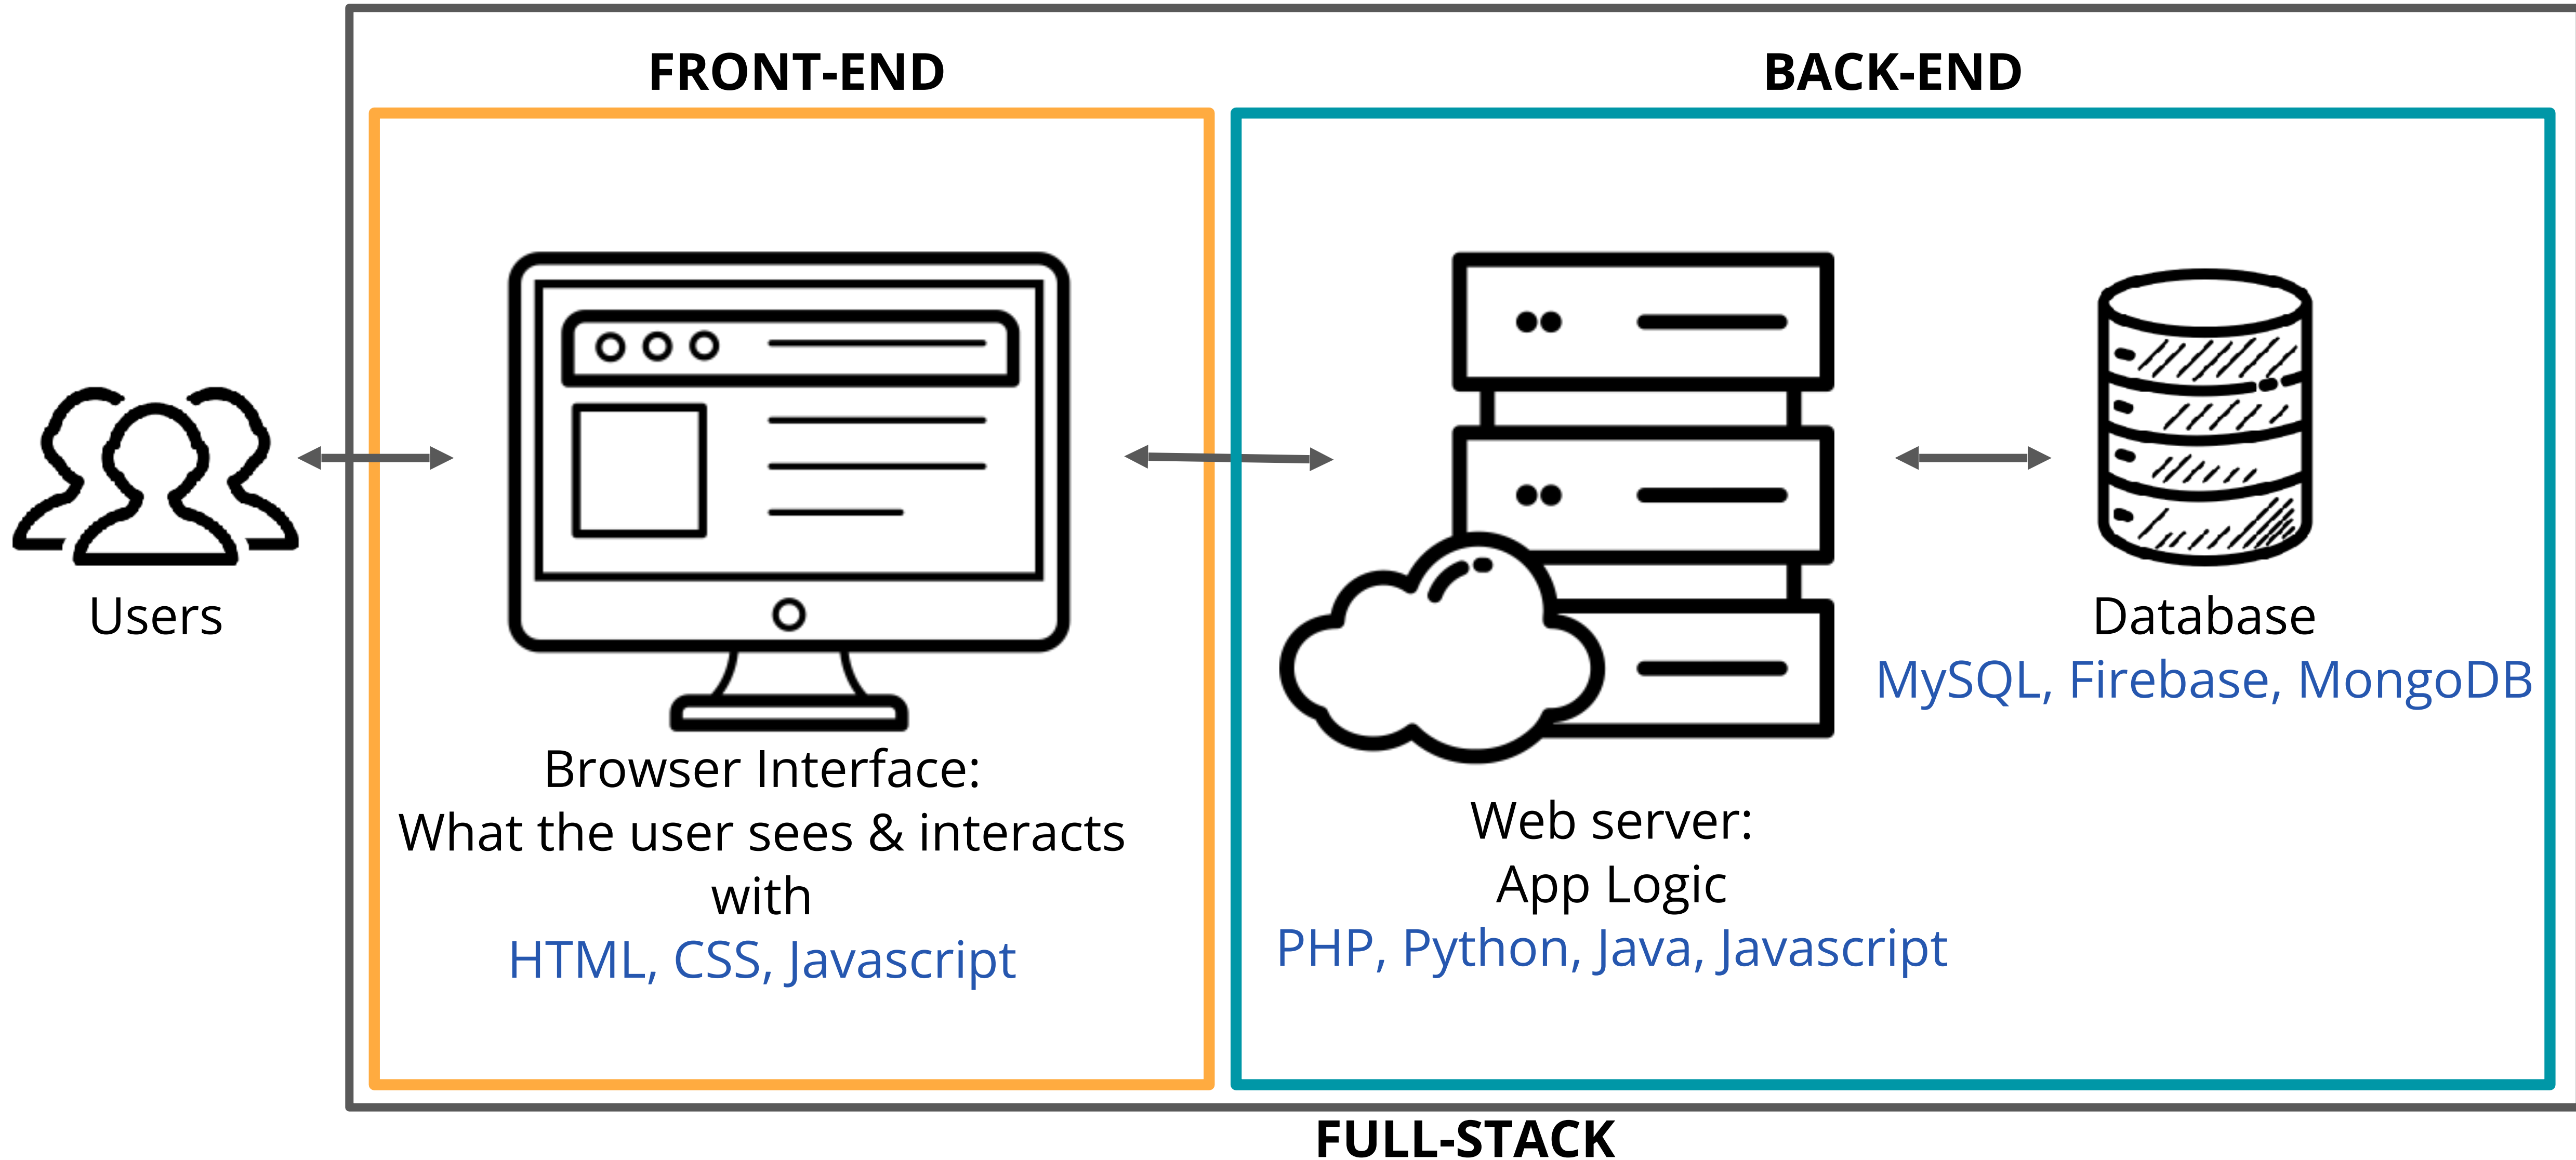 FRONT-END
BACK-END
Users
Browser Interface:
What the user sees & interacts
with
HTML, CSS, Javascript
Web server:
App Logic
PHP, Python, Java, Javascript
Database
MySQL, Firebase, MongoDB
FULL-STACK